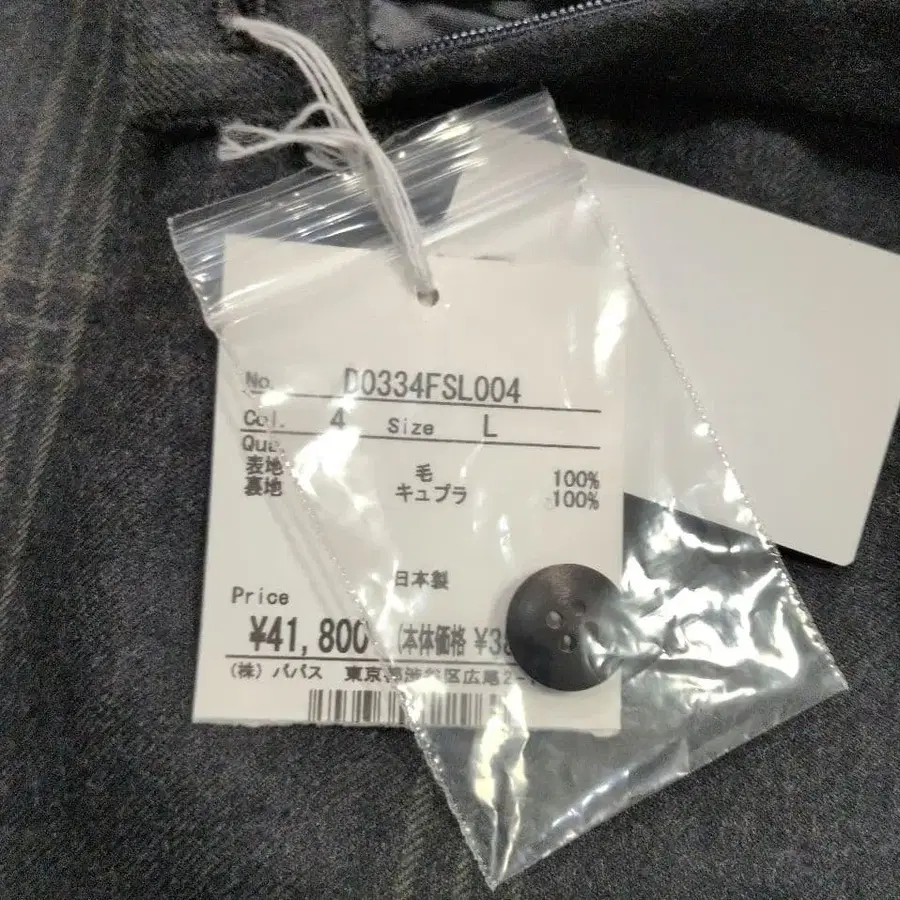 No. D0334FSL004
Col. 4 Size L
Qua.
表地 毛 100%
裏地 キュプラ 100%
日本製
Price
¥41,800 (本体価格 ¥38
(株) パパス 東京都渋谷区広尾2-